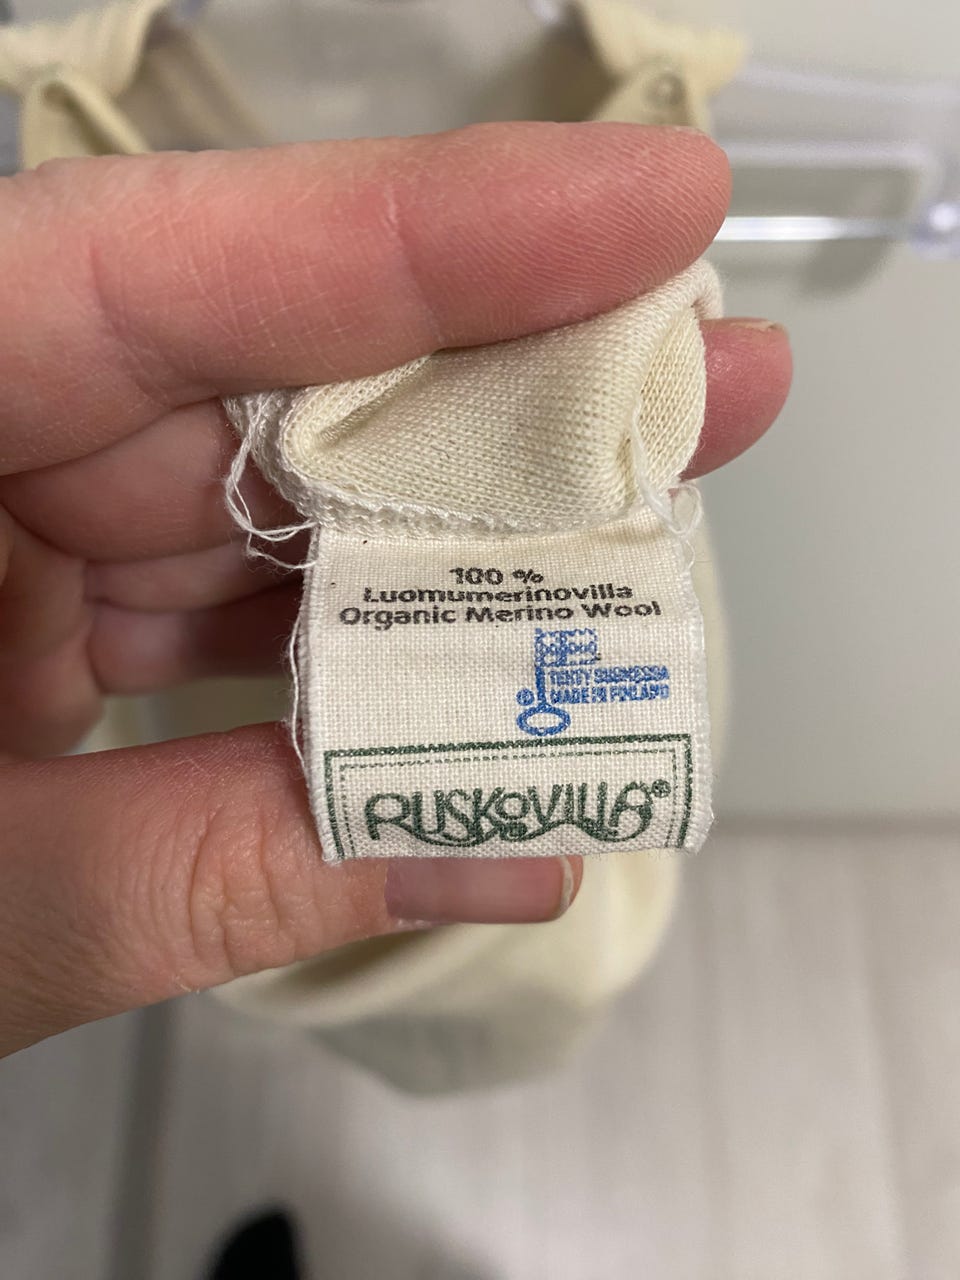 100 %
Luomumerinovilla
Organic Merino Wool
TEHTY SUOMESSA
MADE IN FINLAND
RUSKOVILLA®